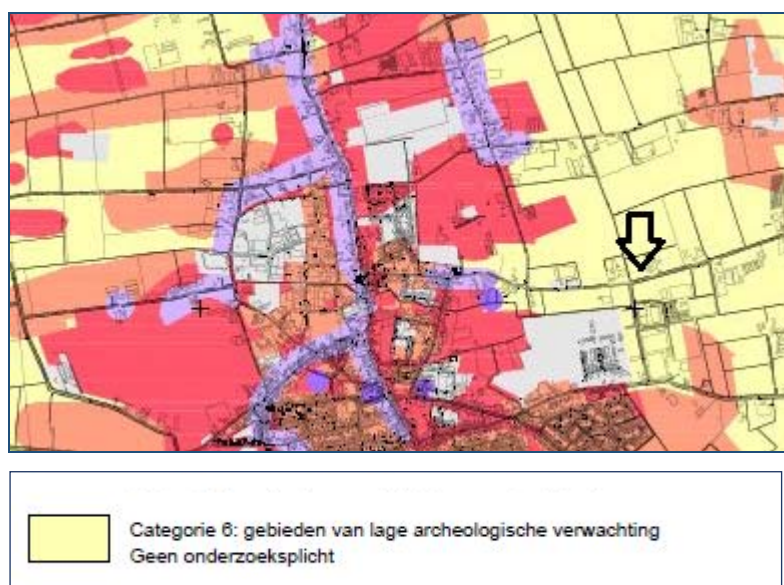 Categorie 6: gebieden van lage archeologische verwachting
Geen onderzoeksplicht